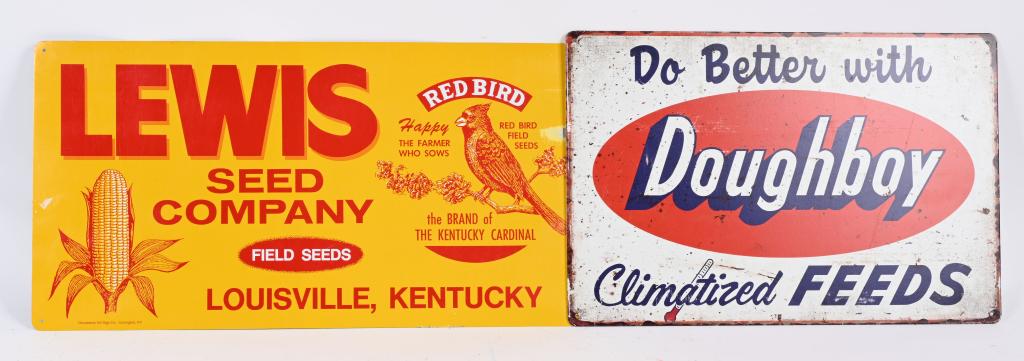 LEWIS
SEED
COMPANY
FIELD SEEDS
LOUISVILLE, KENTUCKY
RED BIRD
Happy
THE FARMER
WHO SOWS
RED BIRD
FIELD
SEEDS
the BRAND of
THE KENTUCKY CARDINAL
Do Better with
Doughboy
Climatized FEEDS